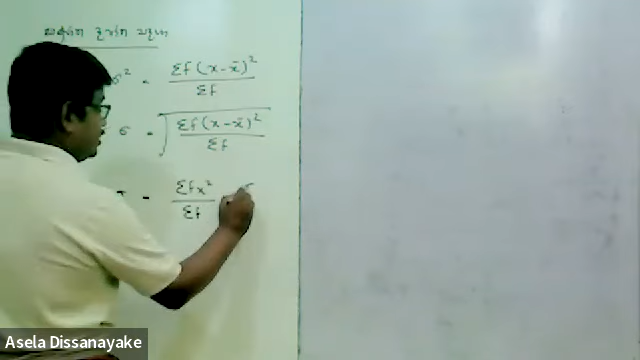 σ² = Σf(x-x̄)² / Σf
σ = √(Σf(x-x̄)² / Σf)
= Σfx² / Σf
Asela Dissanayake